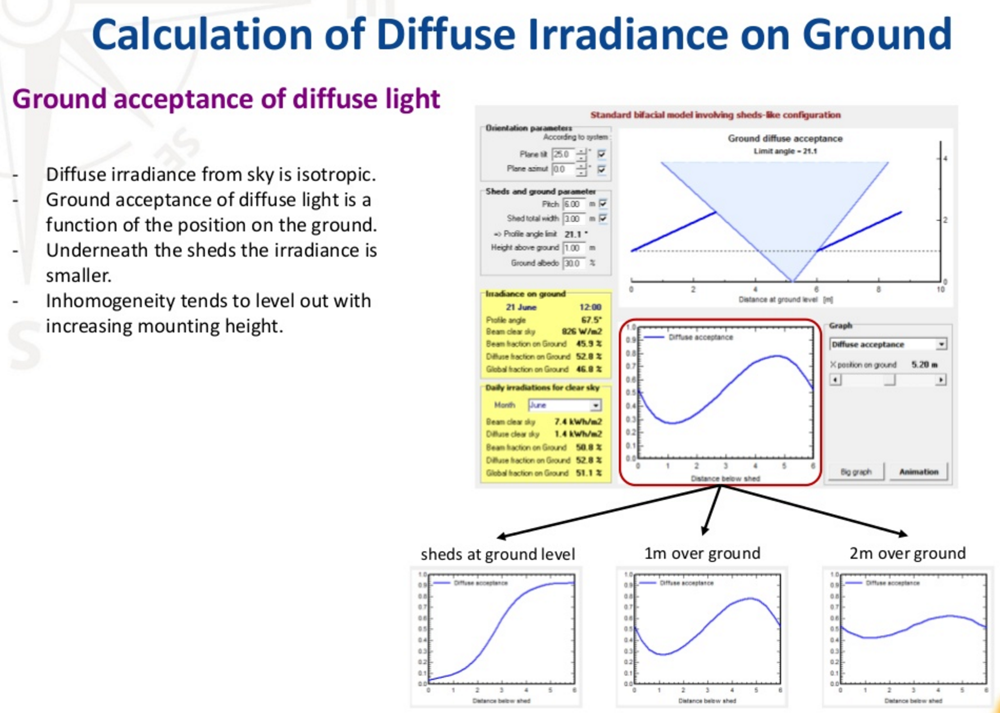 Calculation of Diffuse Irradiance on Ground
Ground acceptance of diffuse light
- Diffuse irradiance from sky is isotropic.
- Ground acceptance of diffuse light is a
function of the position on the ground.
- Underneath the sheds the irradiance is
smaller.
- Inhomogeneity tends to level out with
increasing mounting height.
SE
S
Standard bifacial model involving sheds-like configuration
Orientation parameters
According to system:
Plane tilt 25.0 °
Plane azimut 0.0 °
Sheds and ground parameter
Pitch 6.00 m
Shed total width 3.00 m
=> Profile angle limit 21.1 °
Height above ground 1.00 m
Ground albedo 30.0 %
Irradiance on ground
21 June 12:00
Profile angle 67.5°
Beam clear sky 826 W/m2
Beam fraction on Ground 45.9 %
Diffuse fraction on Ground 52.8 %
Global fraction on Ground 46.8 %
Daily irradiations for clear sky
Month June
Beam clear sky 7.4 kWh/m2
Diffuse clear sky 1.4 kWh/m2
Beam fraction on Ground 50.8 %
Diffuse fraction on Ground 52.8 %
Global fraction on Ground 51.1 %
Ground diffuse acceptance
Limit angle = 21.1
4
2
0
0 2 4 6 8 10
Distance at ground level [m]
Diffuse acceptance
1.0
0.9
0.8
0.7
0.6
0.5
0.4
0.3
0.2
0.1
0.0
0 1 2 3 4 5 6
Distance below shed
Graph
Diffuse acceptance
X position on ground 5.20 m
Big graph Animation
sheds at ground level
Diffuse acceptance
1.0
0.9
0.8
0.7
0.6
0.5
0.4
0.3
0.2
0.1
0.0
0 1 2 3 4 5 6
Distance below shed
1m over ground
Diffuse acceptance
1.0
0.9
0.8
0.7
0.6
0.5
0.4
0.3
0.2
0.1
0.0
0 1 2 3 4 5 6
Distance below shed
2m over ground
Diffuse acceptance
1.0
0.9
0.8
0.7
0.6
0.5
0.4
0.3
0.2
0.1
0.0
0 1 2 3 4 5 6
Distance below shed